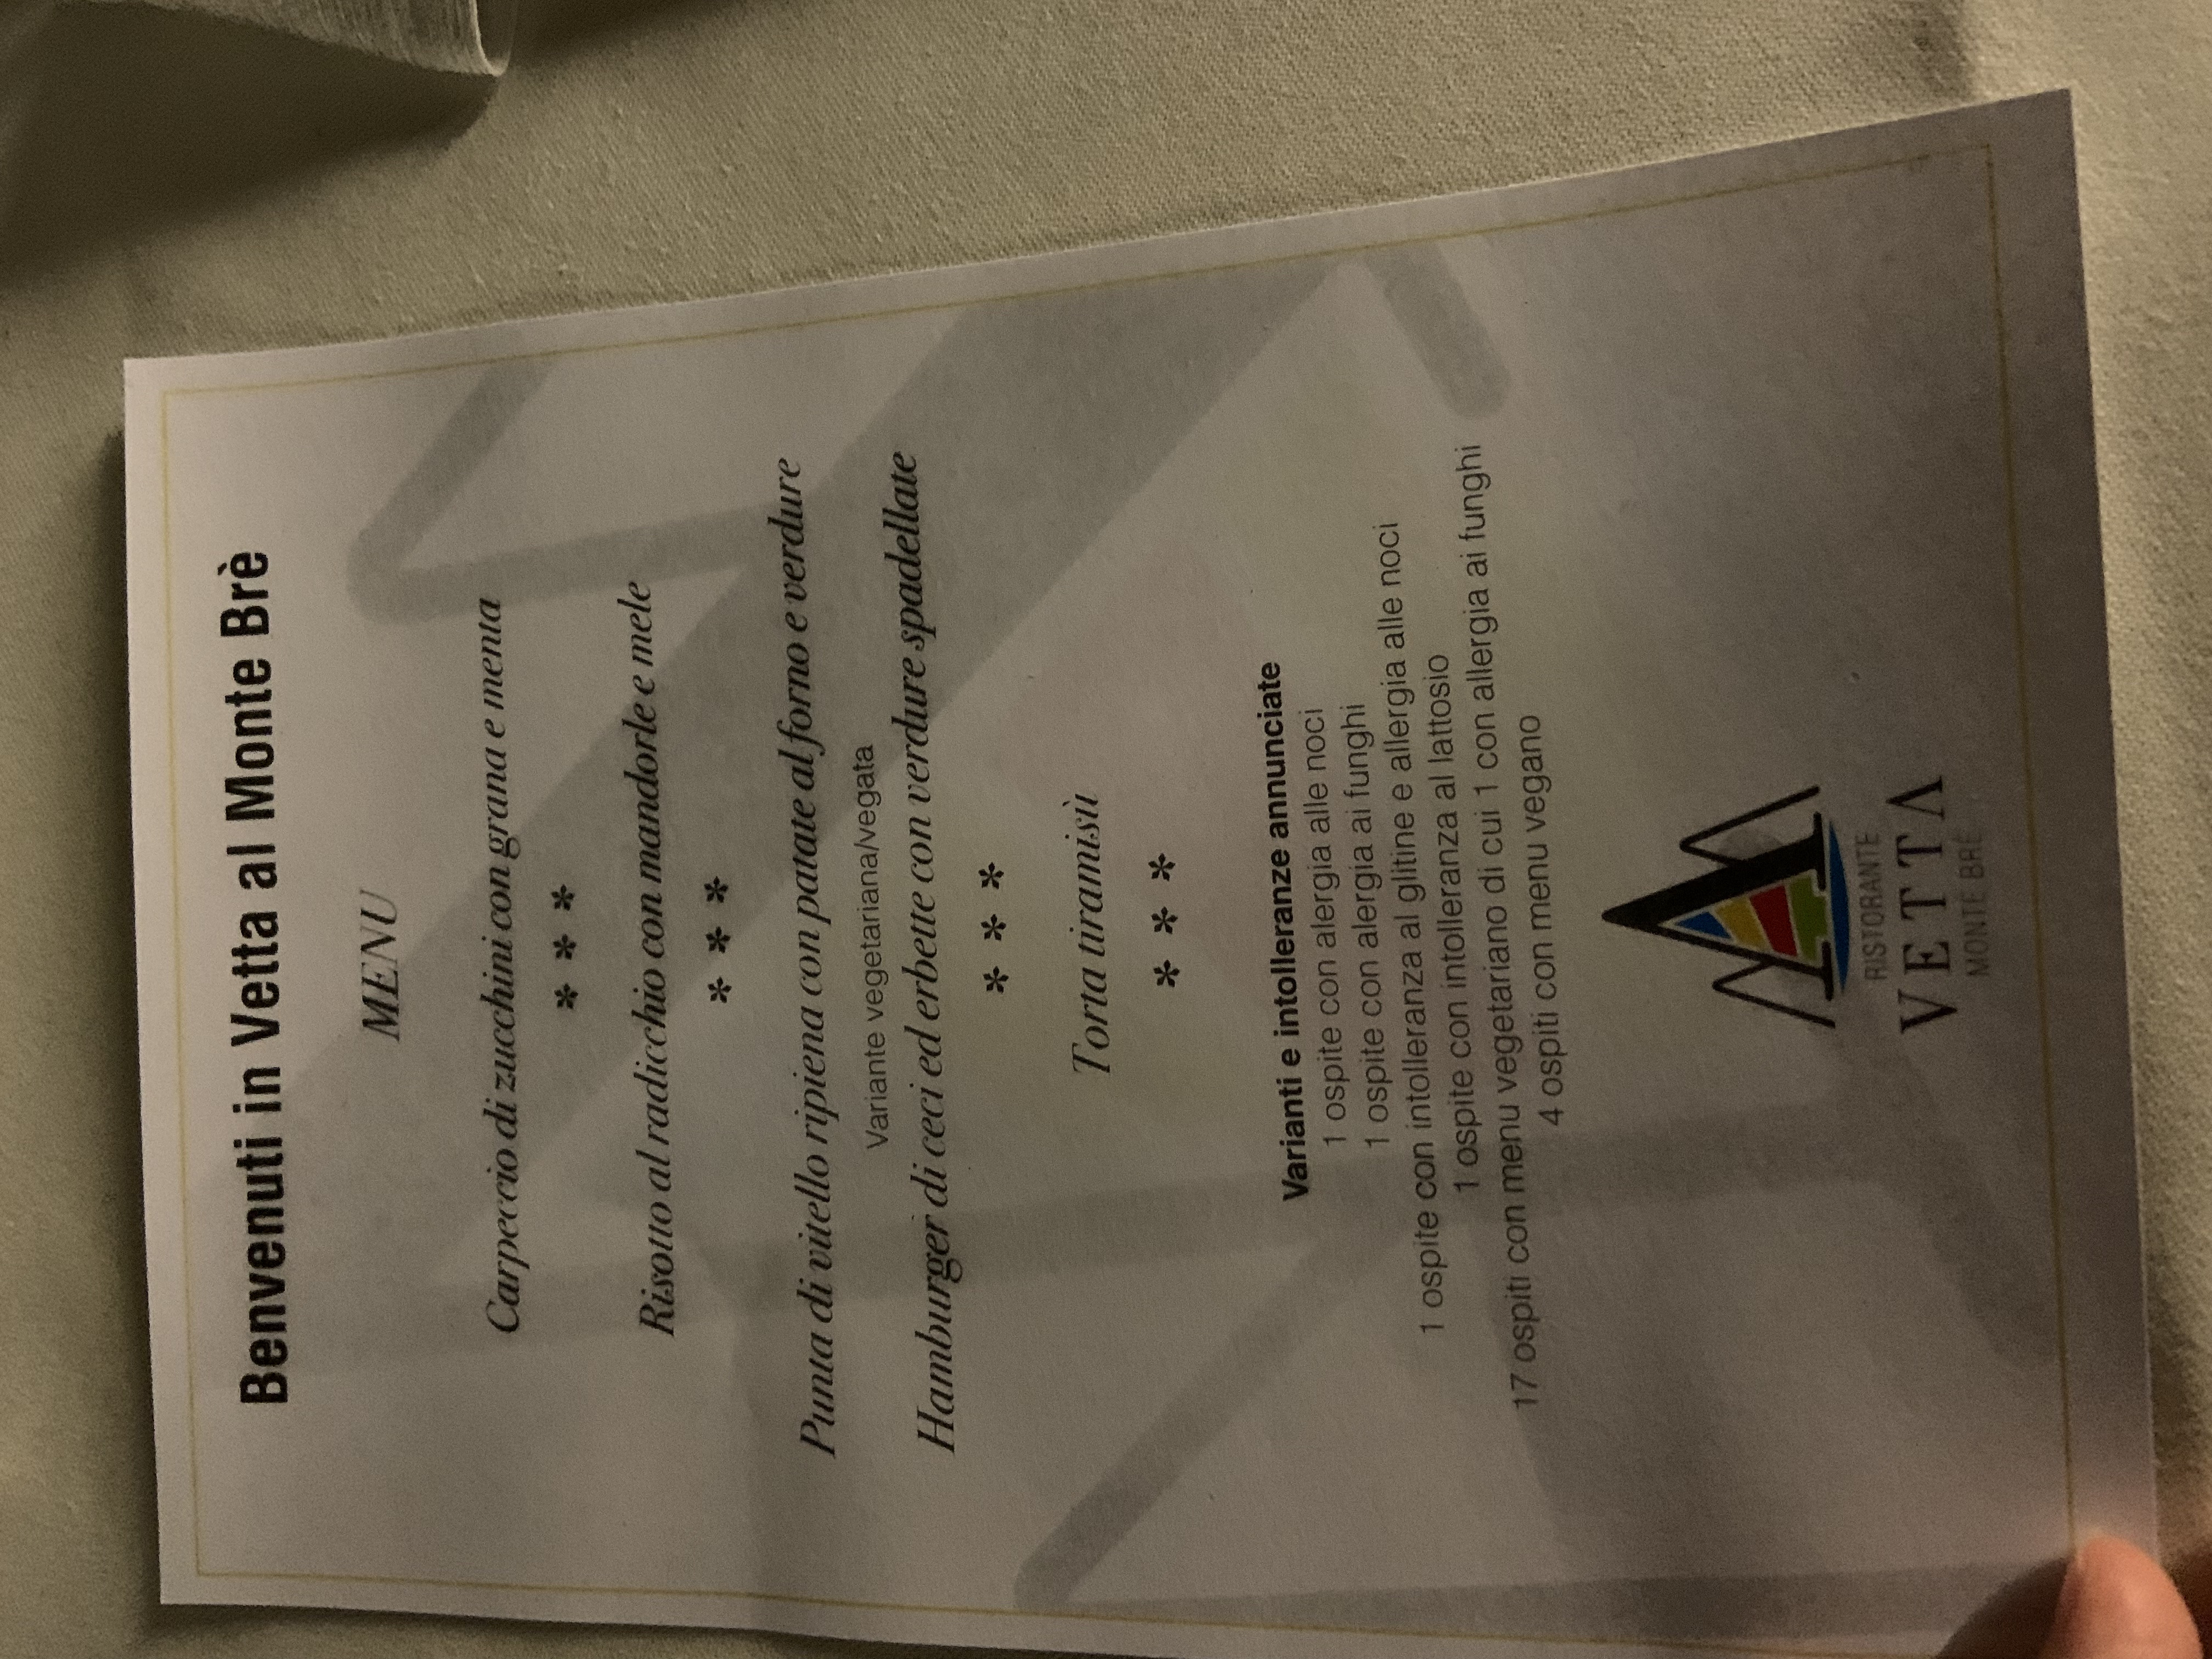 Benvenuti in Vetta al Monte Brè
MENU
Carpeccio di zucchini con grana e menta
* * *
Risotto al radicchio con mandorle e mele
* * *
Punta di vitello ripiena con patate al forno e verdure
Variante vegetariana/vegata
Hamburger di ceci ed erbette con verdure spadellate
* * *
Torta tiramisù
* * *
Varianti e intolleranze annunciate
1 ospite con alergia alle noci
1 ospite con alergia ai funghi
1 ospite con intolleranza al glitine e allergia alle noci
1 ospite con intolleranza al lattosio
17 ospiti con menu vegetariano di cui 1 con allergia ai funghi
4 ospiti con menu vegano
RISTORANTE
VETTA
MONTE BRÈ